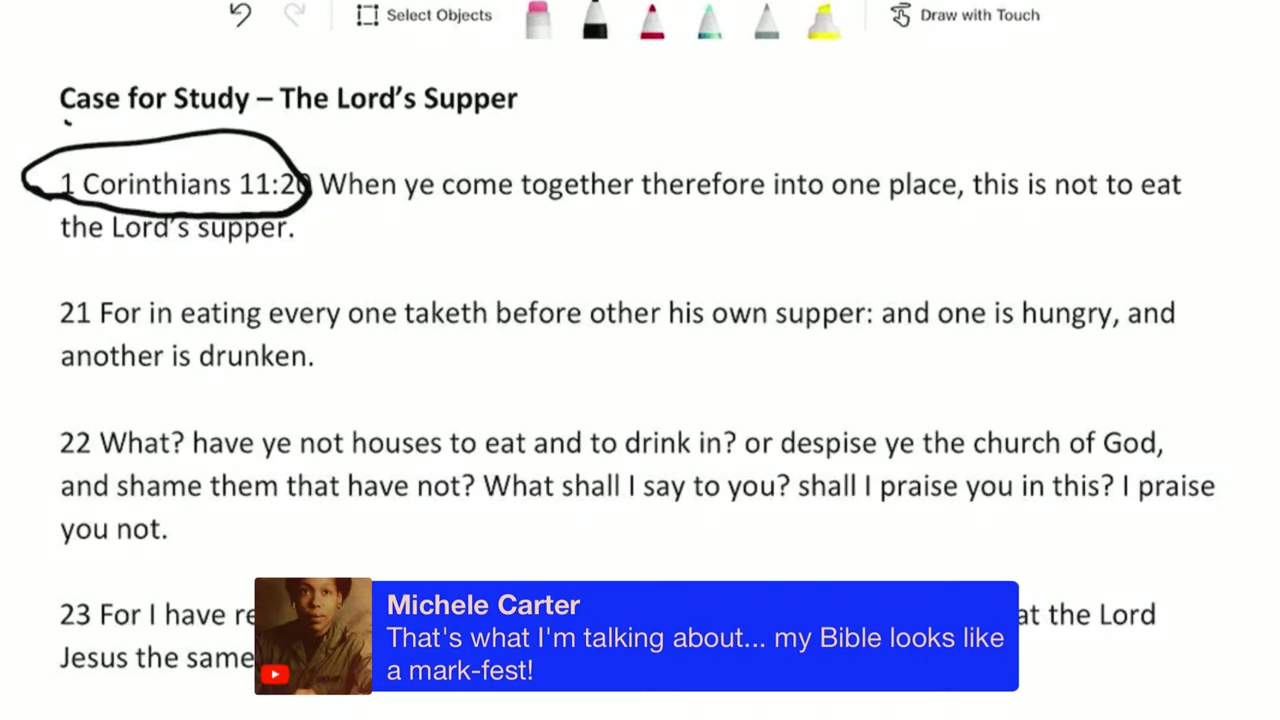 Select Objects
Draw with Touch
Case for Study – The Lord's Supper
1 Corinthians 11:20 When ye come together therefore into one place, this is not to eat
the Lord's supper.
21 For in eating every one taketh before other his own supper: and one is hungry, and
another is drunken.
22 What? have ye not houses to eat and to drink in? or despise ye the church of God,
and shame them that have not? What shall I say to you? shall I praise you in this? I praise
you not.
23 For I have at the Lord
Jesus the same
Michele Carter
That's what I'm talking about... my Bible looks like
a mark-fest!